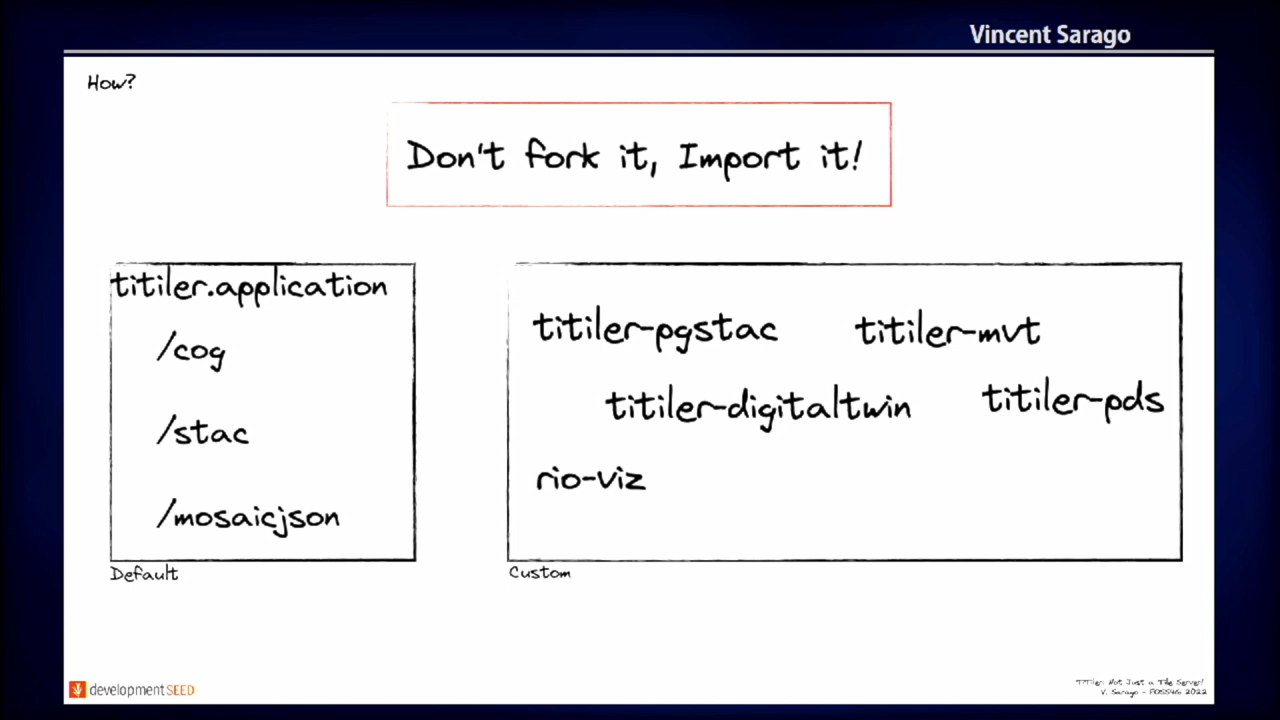 Vincent Sarago
How?
Don't fork it, Import it!
titiler.application
/cog
/stac
/mosaicjson
Default
titiler-pgstac
titiler-mvt
titiler-digitaltwin
titiler-pds
rio-viz
Custom
developmentSEED
TiTiler: Not Just a Tile Server!
V. Sarago - FOSS4G 2022